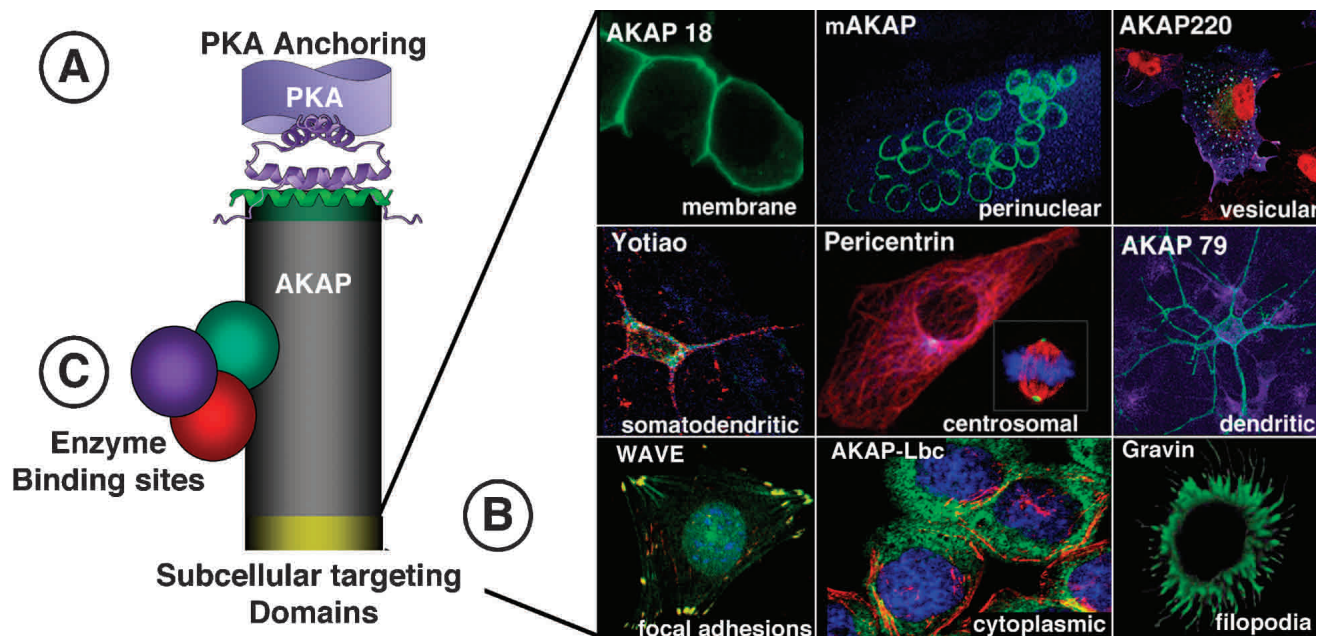 A
PKA Anchoring
PKA
AKAP
C
Enzyme
Binding sites
B
Subcellular targeting
Domains
AKAP 18
membrane
mAKAP
perinuclear
AKAP220
vesicular
Yotiao
somatodendritic
Pericentrin
centrosomal
AKAP 79
dendritic
WAVE
focal adhesions
AKAP-Lbc
cytoplasmic
Gravin
filopodia